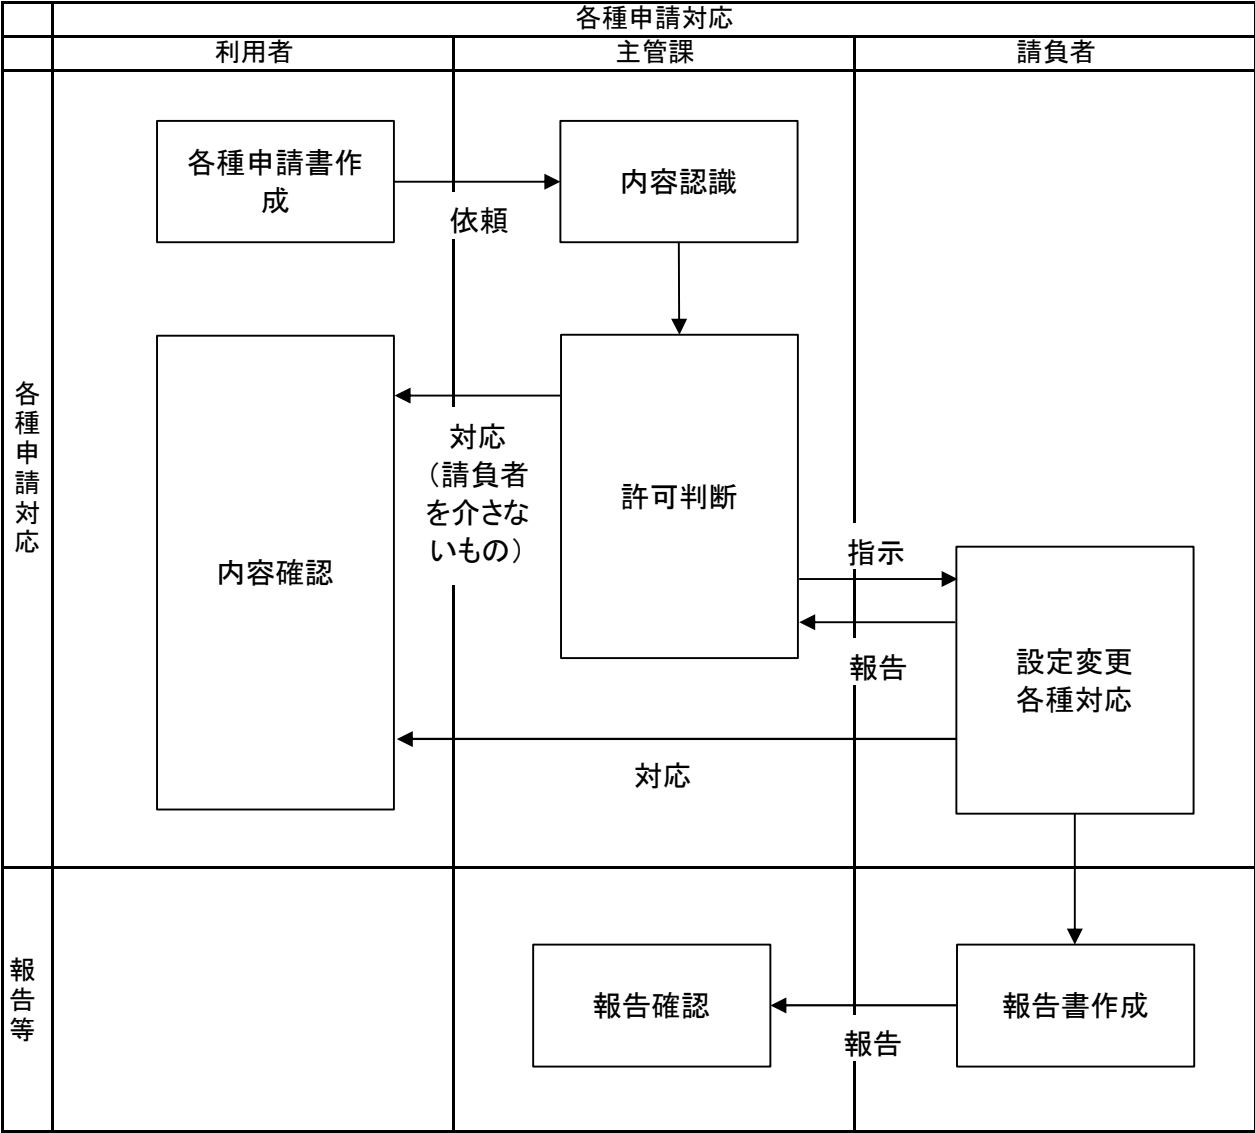 各種申請対応
利用者
主管課
請負者
各種申請対応
各種申請書作
成
依頼
内容認識
対応
（請負者
を介さな
いもの）
許可判断
指示
内容確認
報告
設定変更
各種対応
対応
報告等
報告確認
報告書作成
報告